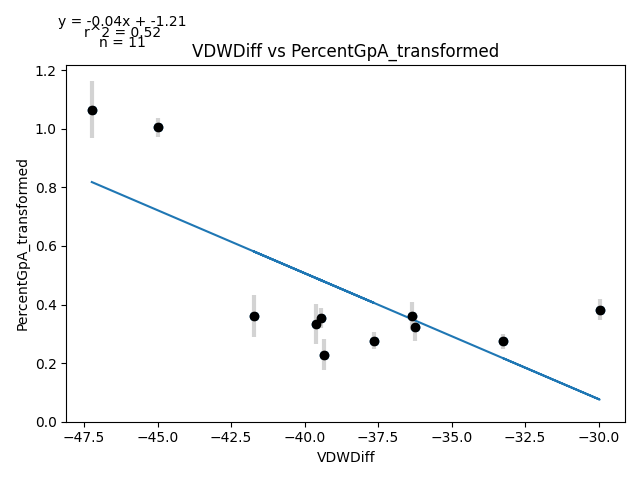 y = -0.04x + -1.21
r^2 = 0.52
n = 11
VDWDiff vs PercentGpA_transformed
1.2
1.0
0.8
0.6
0.4
0.2
0.0
PercentGpA_transformed
−47.5 −45.0 −42.5 −40.0 −37.5 −35.0 −32.5 −30.0
VDWDiff